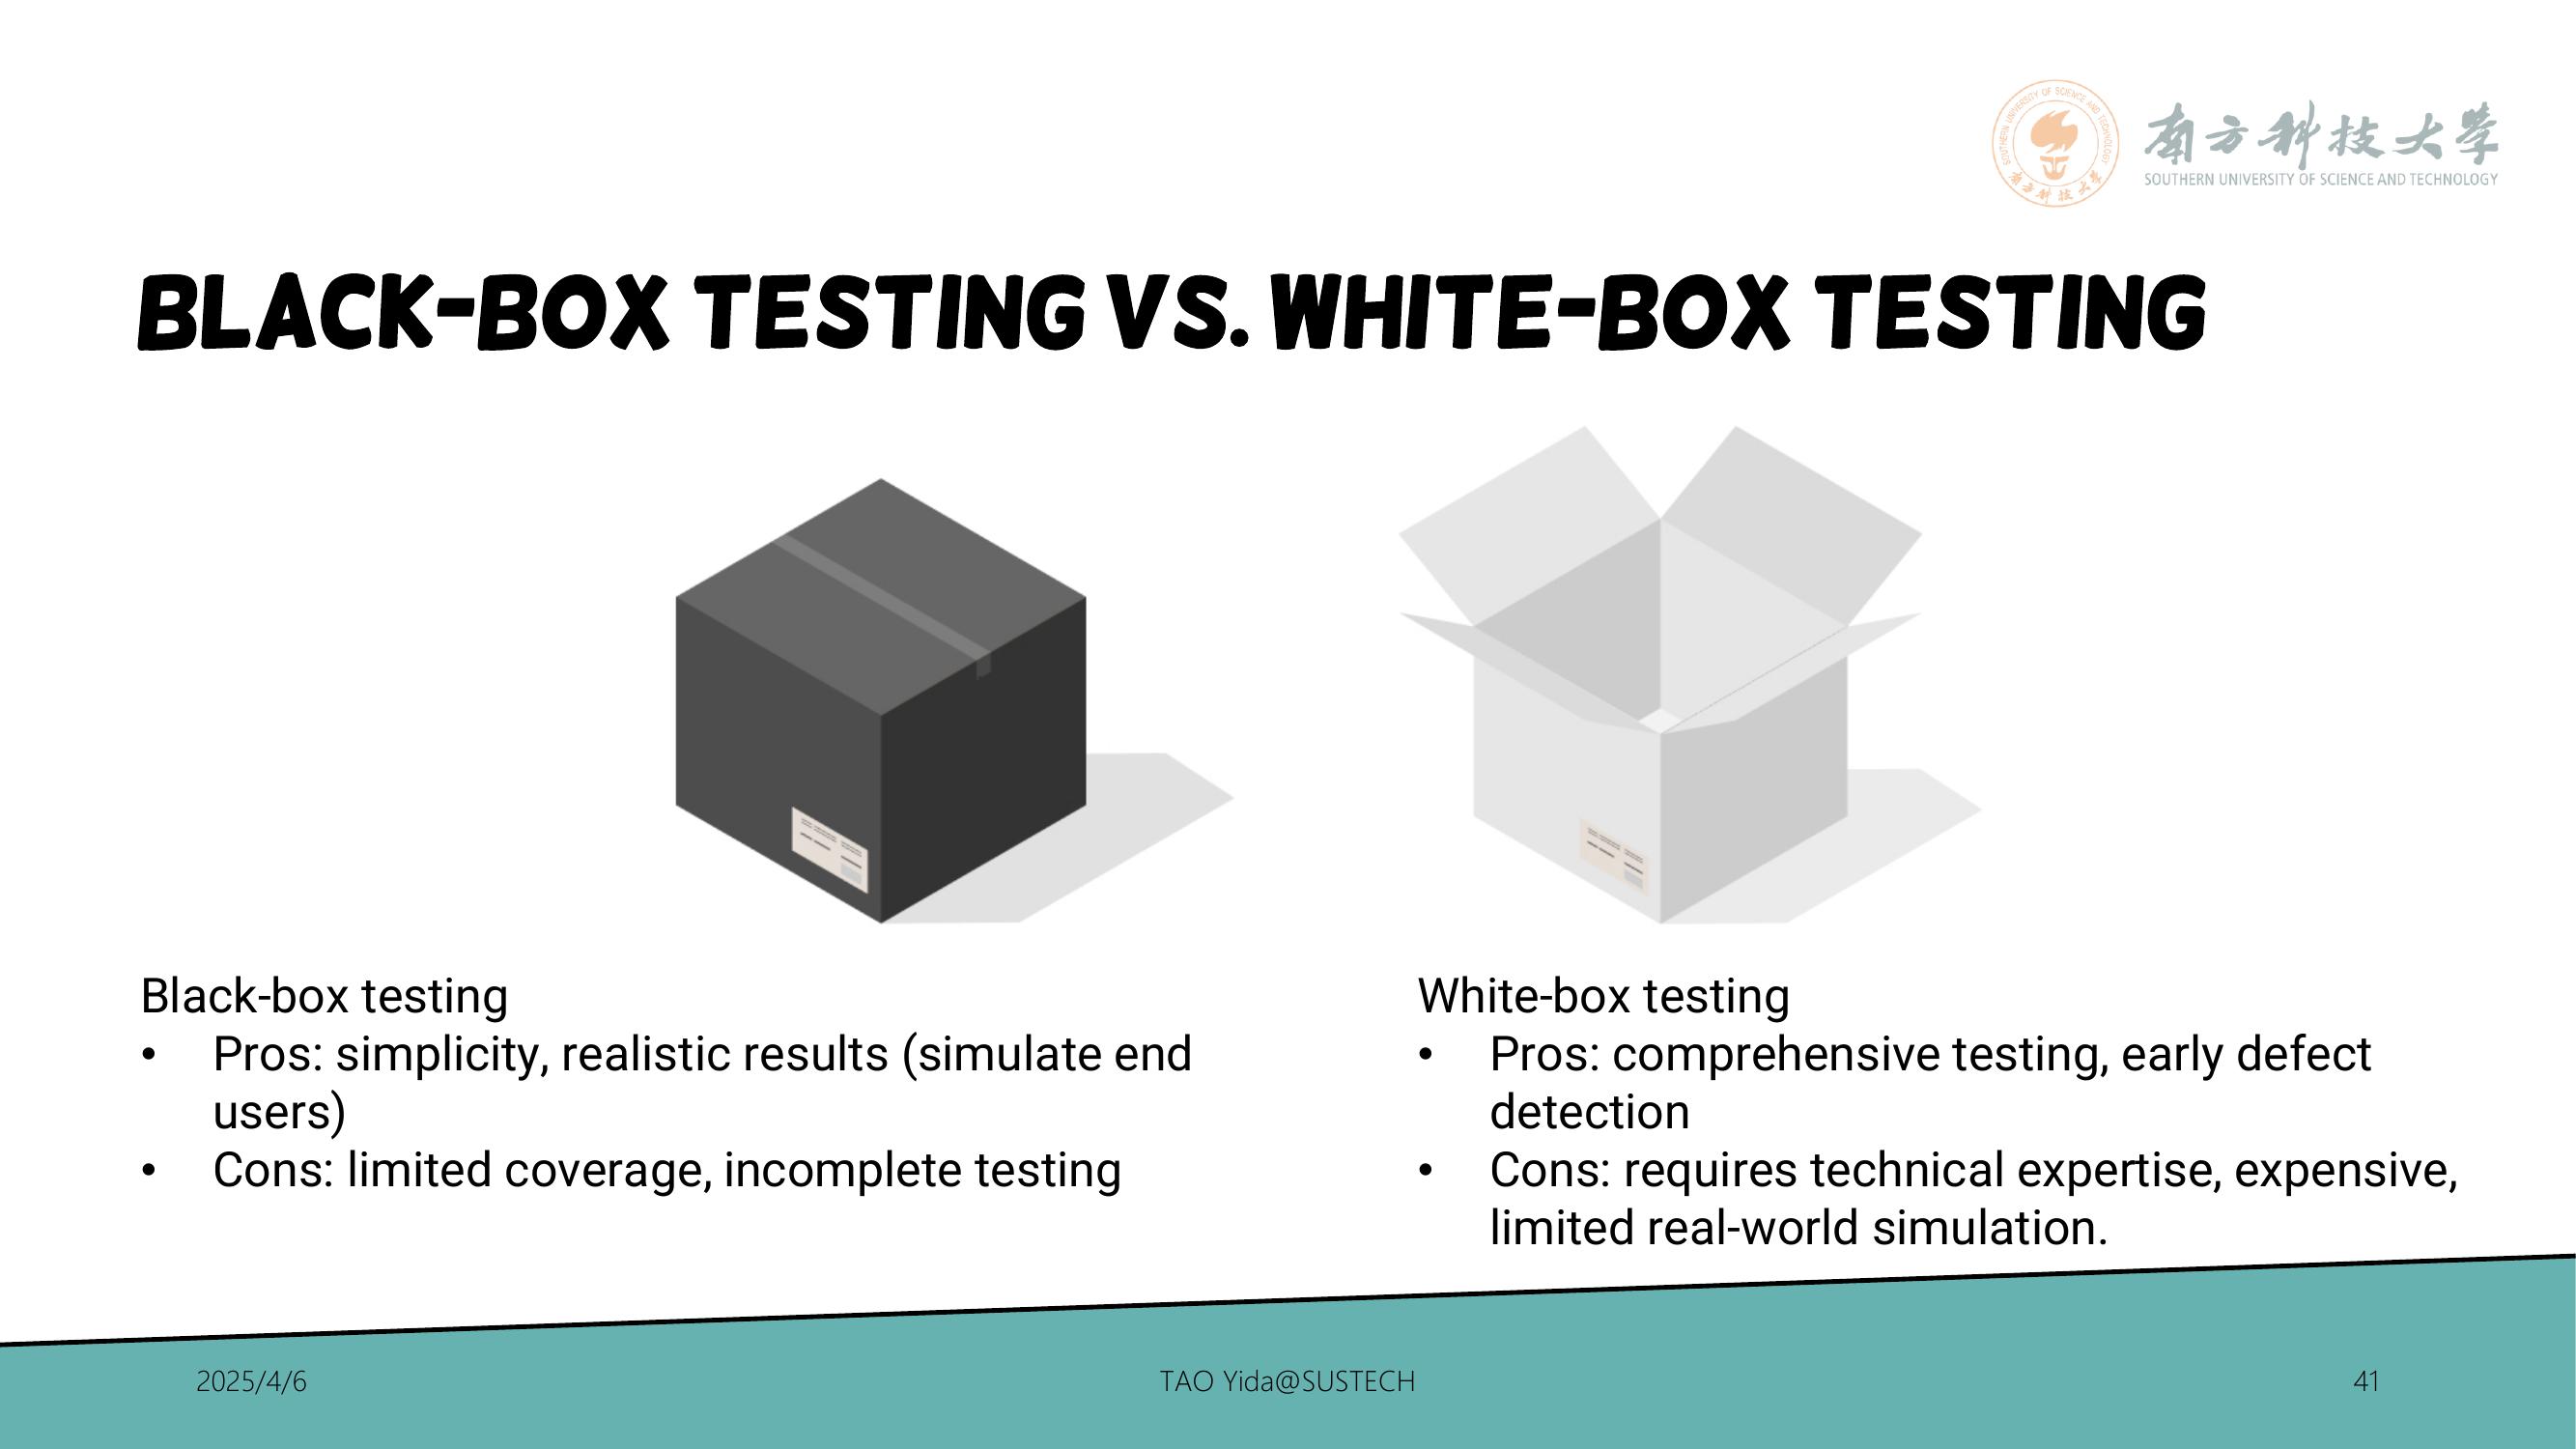 南方科技大学
SOUTHERN UNIVERSITY OF SCIENCE AND TECHNOLOGY
BLACK-BOX TESTING VS. WHITE-BOX TESTING
Black-box testing
• Pros: simplicity, realistic results (simulate end
users)
• Cons: limited coverage, incomplete testing
White-box testing
• Pros: comprehensive testing, early defect
detection
• Cons: requires technical expertise, expensive,
limited real-world simulation.
2025/4/6
TAO Yida@SUSTECH
41